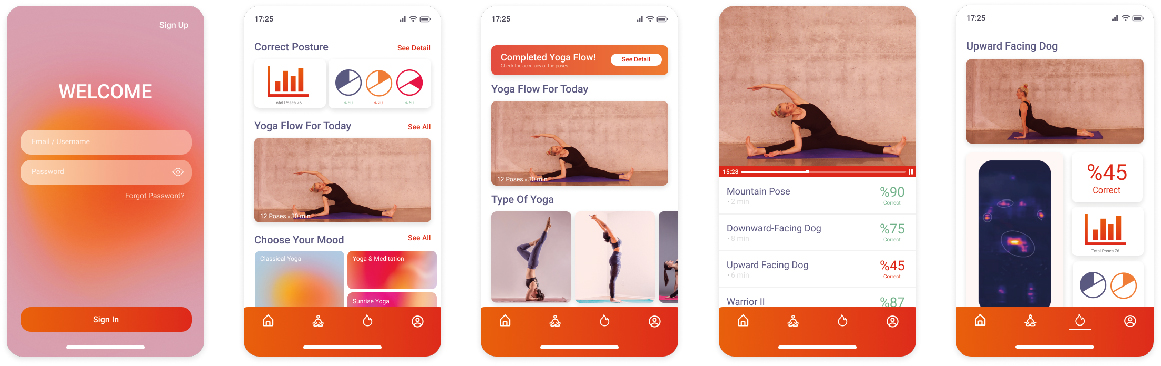 Sign Up
WELCOME
Email / Username
Password
Forgot Password?
Sign In
17:25
Correct Posture
See Detail
Yoga Flow For Today
See All
12 Poses • 30 min
Choose Your Mood
See All
Classical Yoga
Yoga & Meditation
Sunrise Yoga
17:25
Completed Yoga Flow!
See Detail
Yoga Flow For Today
12 Poses • 30 min
Type Of Yoga
15:23
Mountain Pose
%90
Correct
Downward-Facing Dog
%75
Correct
Upward Facing Dog
%45
Correct
Warrior II
%87
17:25
Upward Facing Dog
%45
Correct